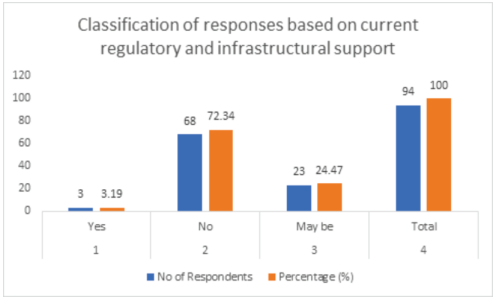 Classification of responses based on current
regulatory and infrastructural support
120
100
80
60
40
20
0
3 3.19
68 72.34
23 24.47
94 100
Yes No May be Total
1 2 3 4
No of Respondents Percentage (%)